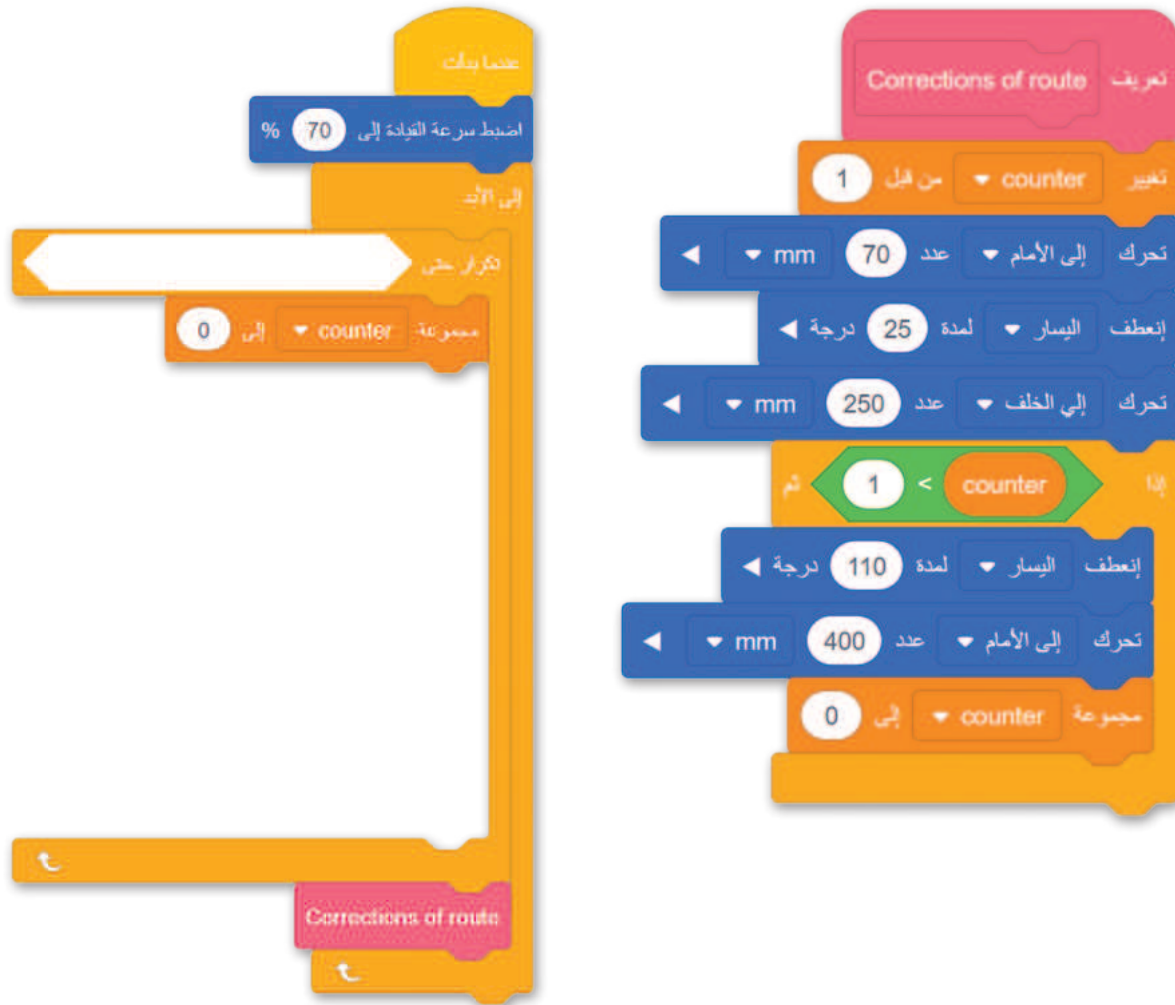 تعريف Corrections of route
تغيير counter من قبل 1
تحرك إلى الأمام عدد 70 mm
إنعطف اليسار لمدة 25 درجة
تحرك إلي الخلف عدد 250 mm
إذا counter < 1 ثم
إنعطف اليسار لمدة 110 درجة
تحرك إلى الأمام عدد 400 mm
مجموعة counter إلى 0
عندما بدأت
اضبط سرعة القيادة إلى 70 %
إلى الأبد
تكرار حتى
مجموعة counter إلى 0
Corrections of route